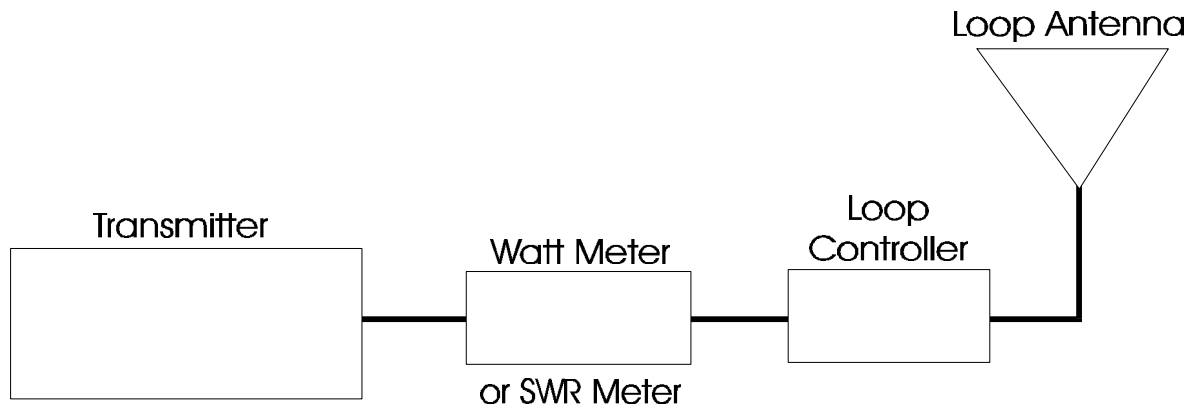 Loop Antenna
Transmitter
Watt Meter
or SWR Meter
Loop
Controller